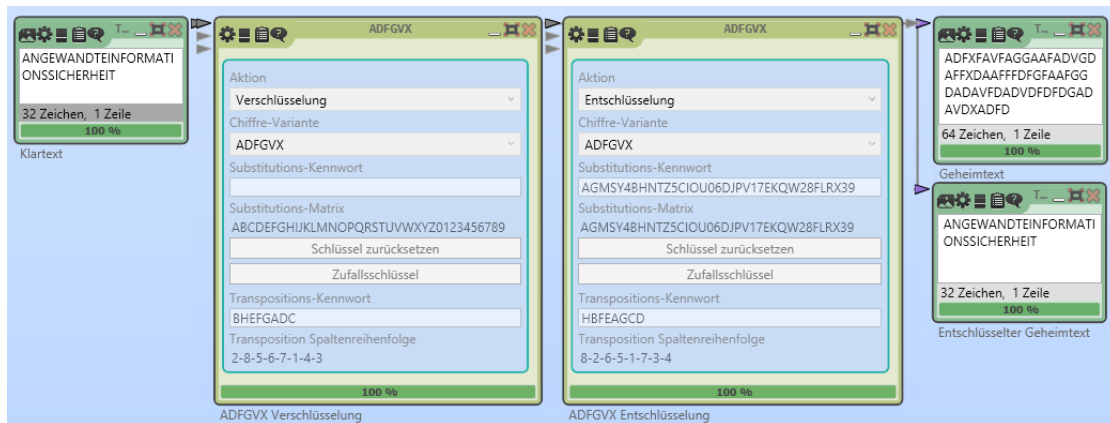 T...
ANGEWANDTEINFORMATI
ONSSICHERHEIT
32 Zeichen, 1 Zeile
100 %
Klartext
ADFGVX
Aktion
Verschlüsselung
Chiffre-Variante
ADFGVX
Substitutions-Kennwort
Substitutions-Matrix
ABCDEFGHIJKLMNOPQRSTUVWXYZ0123456789
Schlüssel zurücksetzen
Zufallsschlüssel
Transpositions-Kennwort
BHEFGADC
Transposition Spaltenreihenfolge
2-8-5-6-7-1-4-3
100 %
ADFGVX Verschlüsselung
ADFGVX
Aktion
Entschlüsselung
Chiffre-Variante
ADFGVX
Substitutions-Kennwort
AGMSY4BHNTZ5CIOU06DJPV17EKQW28FLRX39
Substitutions-Matrix
AGMSY4BHNTZ5CIOU06DJPV17EKQW28FLRX39
Schlüssel zurücksetzen
Zufallsschlüssel
Transpositions-Kennwort
HBFEAGCD
Transposition Spaltenreihenfolge
8-2-6-5-1-7-3-4
100 %
ADFGVX Entschlüsselung
T...
ADFXFAVFAGGAAFADVGD
AFFXDAAFFFDFGFAAFGG
DADAVFDADVDFDFDGAD
AVDXADFD
64 Zeichen, 1 Zeile
100 %
Geheimtext
T...
ANGEWANDTEINFORMATI
ONSSICHERHEIT
32 Zeichen, 1 Zeile
100 %
Entschlüsselter Geheimtext